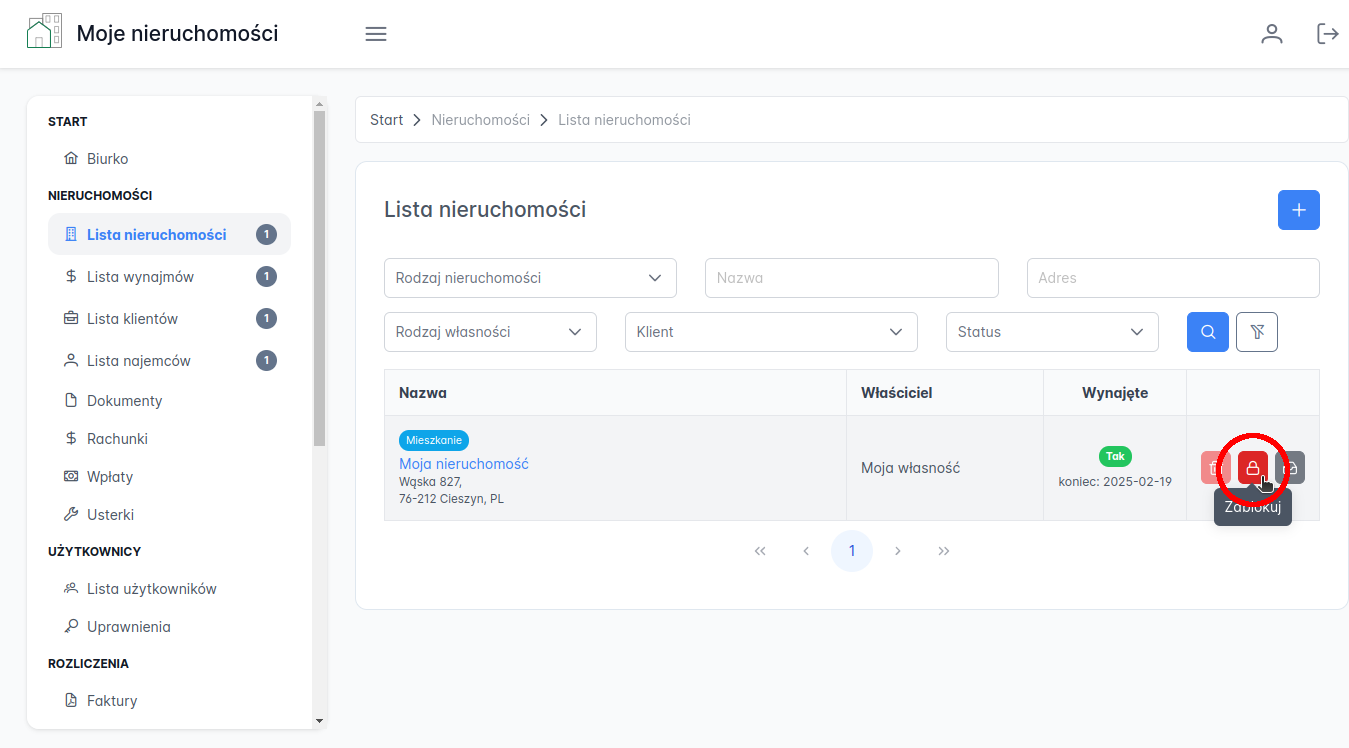 Moje nieruchomości
START
Biurko
NIERUCHOMOŚCI
Lista nieruchomości 1
Lista wynajmów 1
Lista klientów 1
Lista najemców 1
Dokumenty
Rachunki
Wpłaty
Usterki
UŻYTKOWNICY
Lista użytkowników
Uprawnienia
ROZLICZENIA
Faktury
Start Nieruchomości Lista nieruchomości
Lista nieruchomości
Rodzaj nieruchomości Nazwa Adres
Rodzaj własności Klient Status
Nazwa Właściciel Wynajęte
Mieszkanie
Moja nieruchomość
Wąska 827,
76-212 Cieszyn, PL
Moja własność
Tak
koniec: 2025-02-19
Zablokuj
1